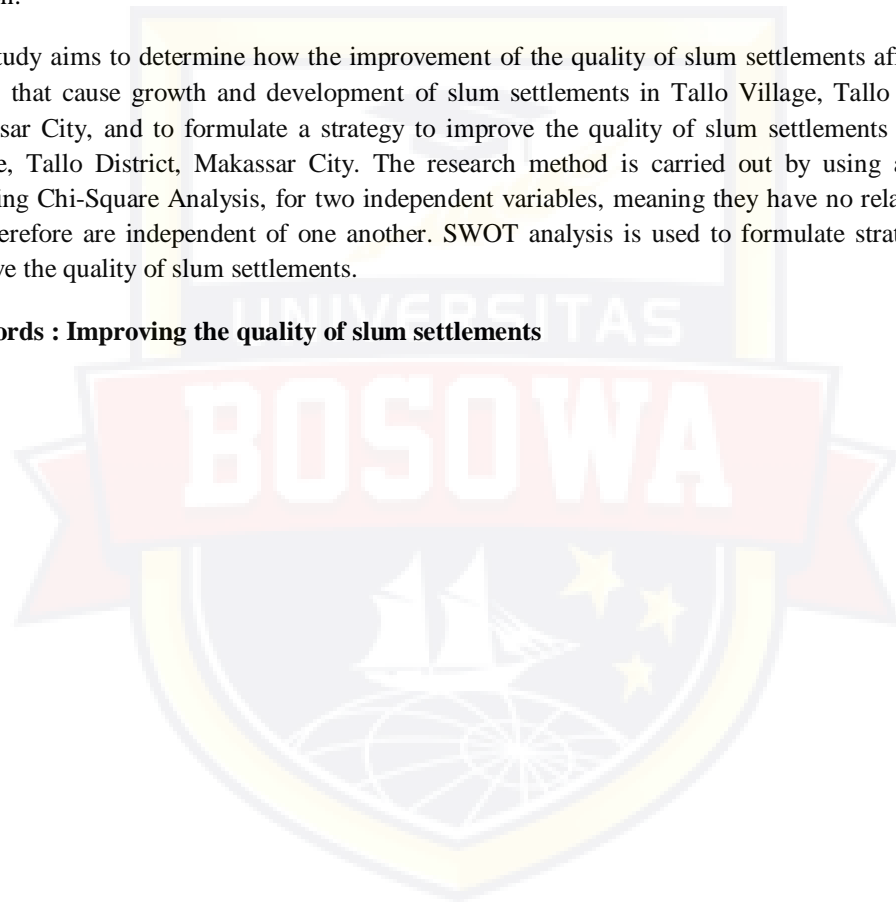 tudy aims to determine how the improvement of the quality of slum settlements af
that cause growth and development of slum settlements in Tallo Village, Tallo
sar City, and to formulate a strategy to improve the quality of slum settlements
e, Tallo District, Makassar City. The research method is carried out by using a
ing Chi-Square Analysis, for two independent variables, meaning they have no rela
erefore are independent of one another. SWOT analysis is used to formulate strat
ve the quality of slum settlements.
ords : Improving the quality of slum settlements
UNIVERSITAS
BOSOWA